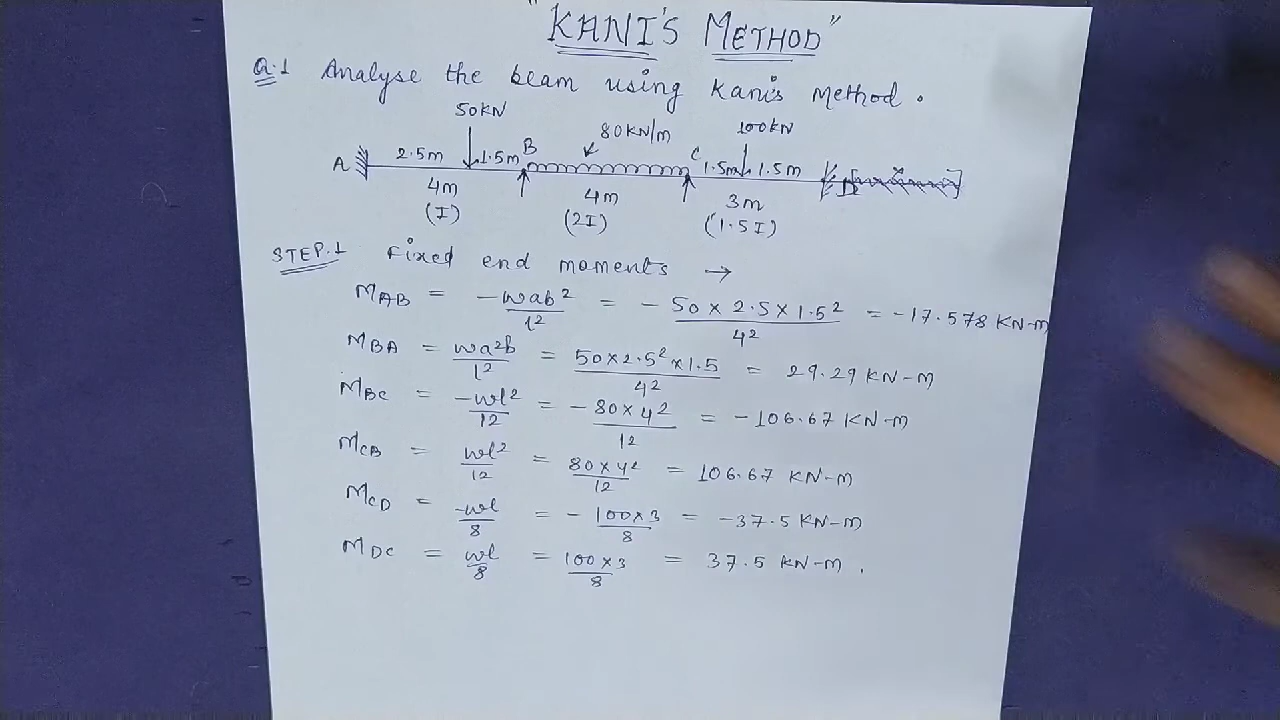 "KANI'S METHOD"
Q.1 Analyse the beam using Kani's Method.
50KN 80KN/m 100KN
A 2.5m 1.5m B C 1.5m 1.5m D
4m 4m 3m
(I) (2I) (1.5I)
STEP.1 Fixed end moments →
MAB = -wab²/l² = - 50 × 2.5 × 1.5²/4² = -17.578 KN-m
MBA = wa²b/l² = 50×2.5²×1.5/4² = 29.29 KN-m
MBC = -wl²/12 = - 80×4²/12 = -106.67 KN-m
MCB = wl²/12 = 80×4²/12 = 106.67 KN-m
MCD = -wl/8 = - 100×3/8 = -37.5 KN-m
MDC = wl/8 = 100×3/8 = 37.5 KN-m.